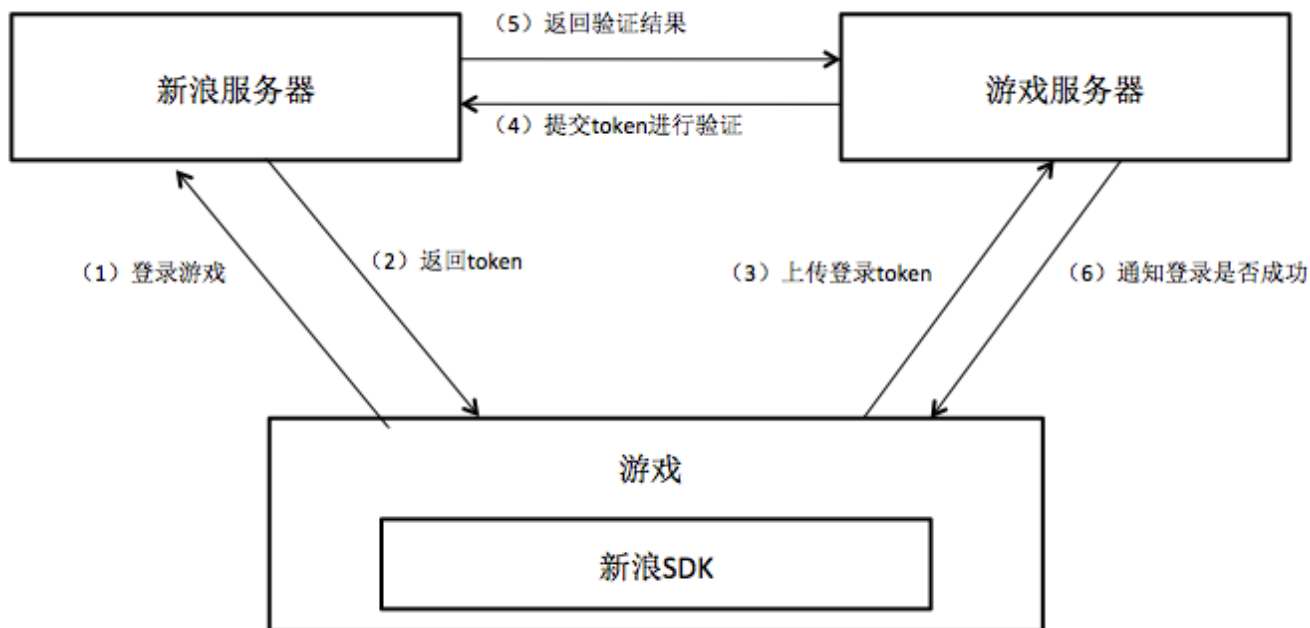 (5)返回验证结果
新浪服务器
游戏服务器
(4)提交token进行验证
(1)登录游戏
(2)返回token
(3)上传登录token
(6)通知登录是否成功
游戏
新浪SDK